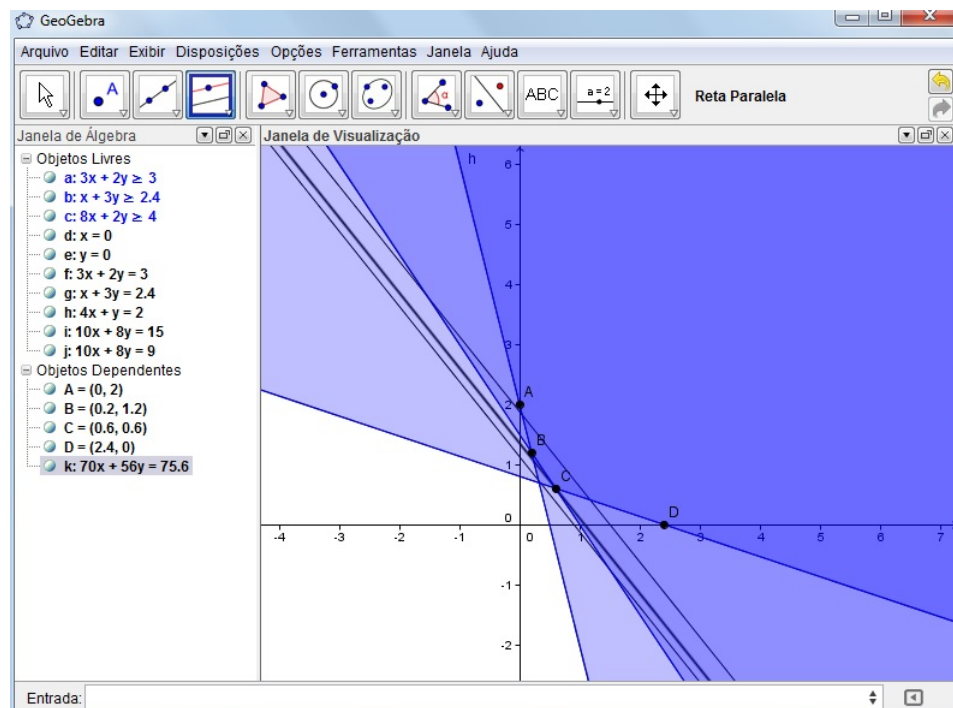 GeoGebra
Arquivo Editar Exibir Disposições Opções Ferramentas Janela Ajuda
A α ABC a=2 Reta Paralela
Janela de Álgebra
Janela de Visualização
Objetos Livres
a: 3x + 2y ≥ 3
b: x + 3y ≥ 2.4
c: 8x + 2y ≥ 4
d: x = 0
e: y = 0
f: 3x + 2y = 3
g: x + 3y = 2.4
h: 4x + y = 2
i: 10x + 8y = 15
j: 10x + 8y = 9
Objetos Dependentes
A = (0, 2)
B = (0.2, 1.2)
C = (0.6, 0.6)
D = (2.4, 0)
k: 70x + 56y = 75.6
h
6
5
4
3
2 A
B
1
C
0 D
-4 -3 -2 -1 0 1 2 3 4 5 6 7
-1
-2
Entrada: